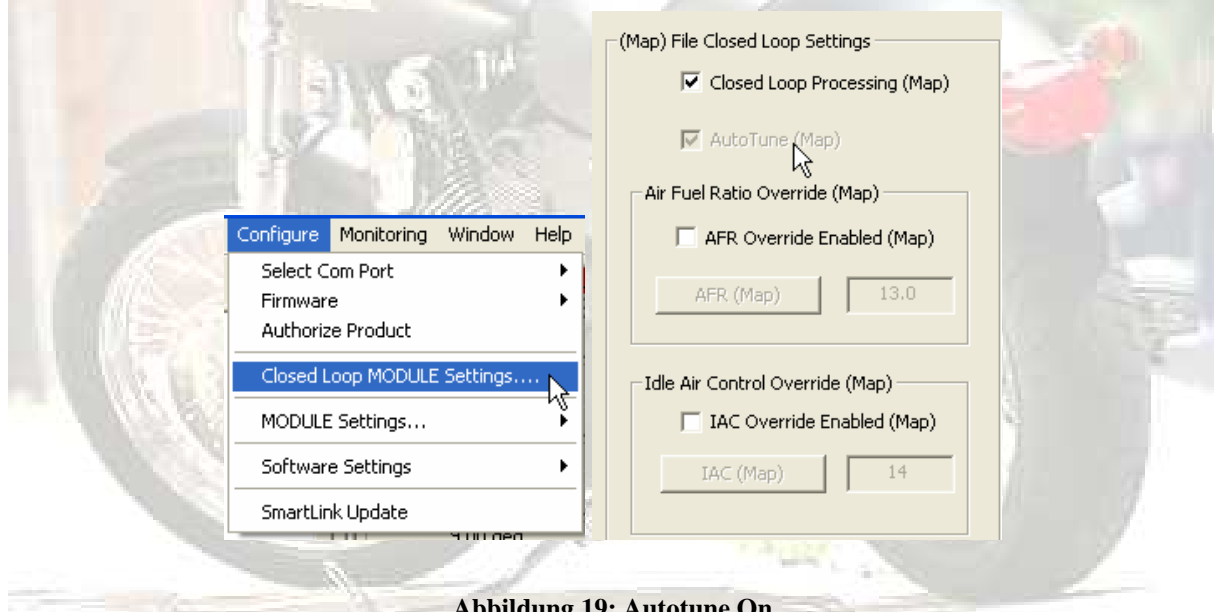 Configure Monitoring Window Help
Select Com Port
Firmware
Authorize Product
Closed Loop MODULE Settings....
MODULE Settings...
Software Settings
SmartLink Update
9.00 deg
(Map) File Closed Loop Settings
Closed Loop Processing (Map)
AutoTune (Map)
Air Fuel Ratio Override (Map)
AFR Override Enabled (Map)
AFR (Map) 13.0
Idle Air Control Override (Map)
IAC Override Enabled (Map)
IAC (Map) 14
Abbildung 19: Autotune On